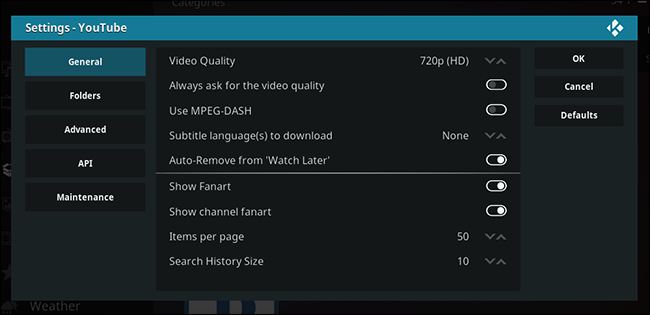 Categories
Settings - YouTube
General
Folders
Advanced
API
Maintenance
Video Quality 720p (HD)
Always ask for the video quality
Use MPEG-DASH
Subtitle language(s) to download None
Auto-Remove from 'Watch Later'
Show Fanart
Show channel fanart
Items per page 50
Search History Size 10
OK
Cancel
Defaults
Weather